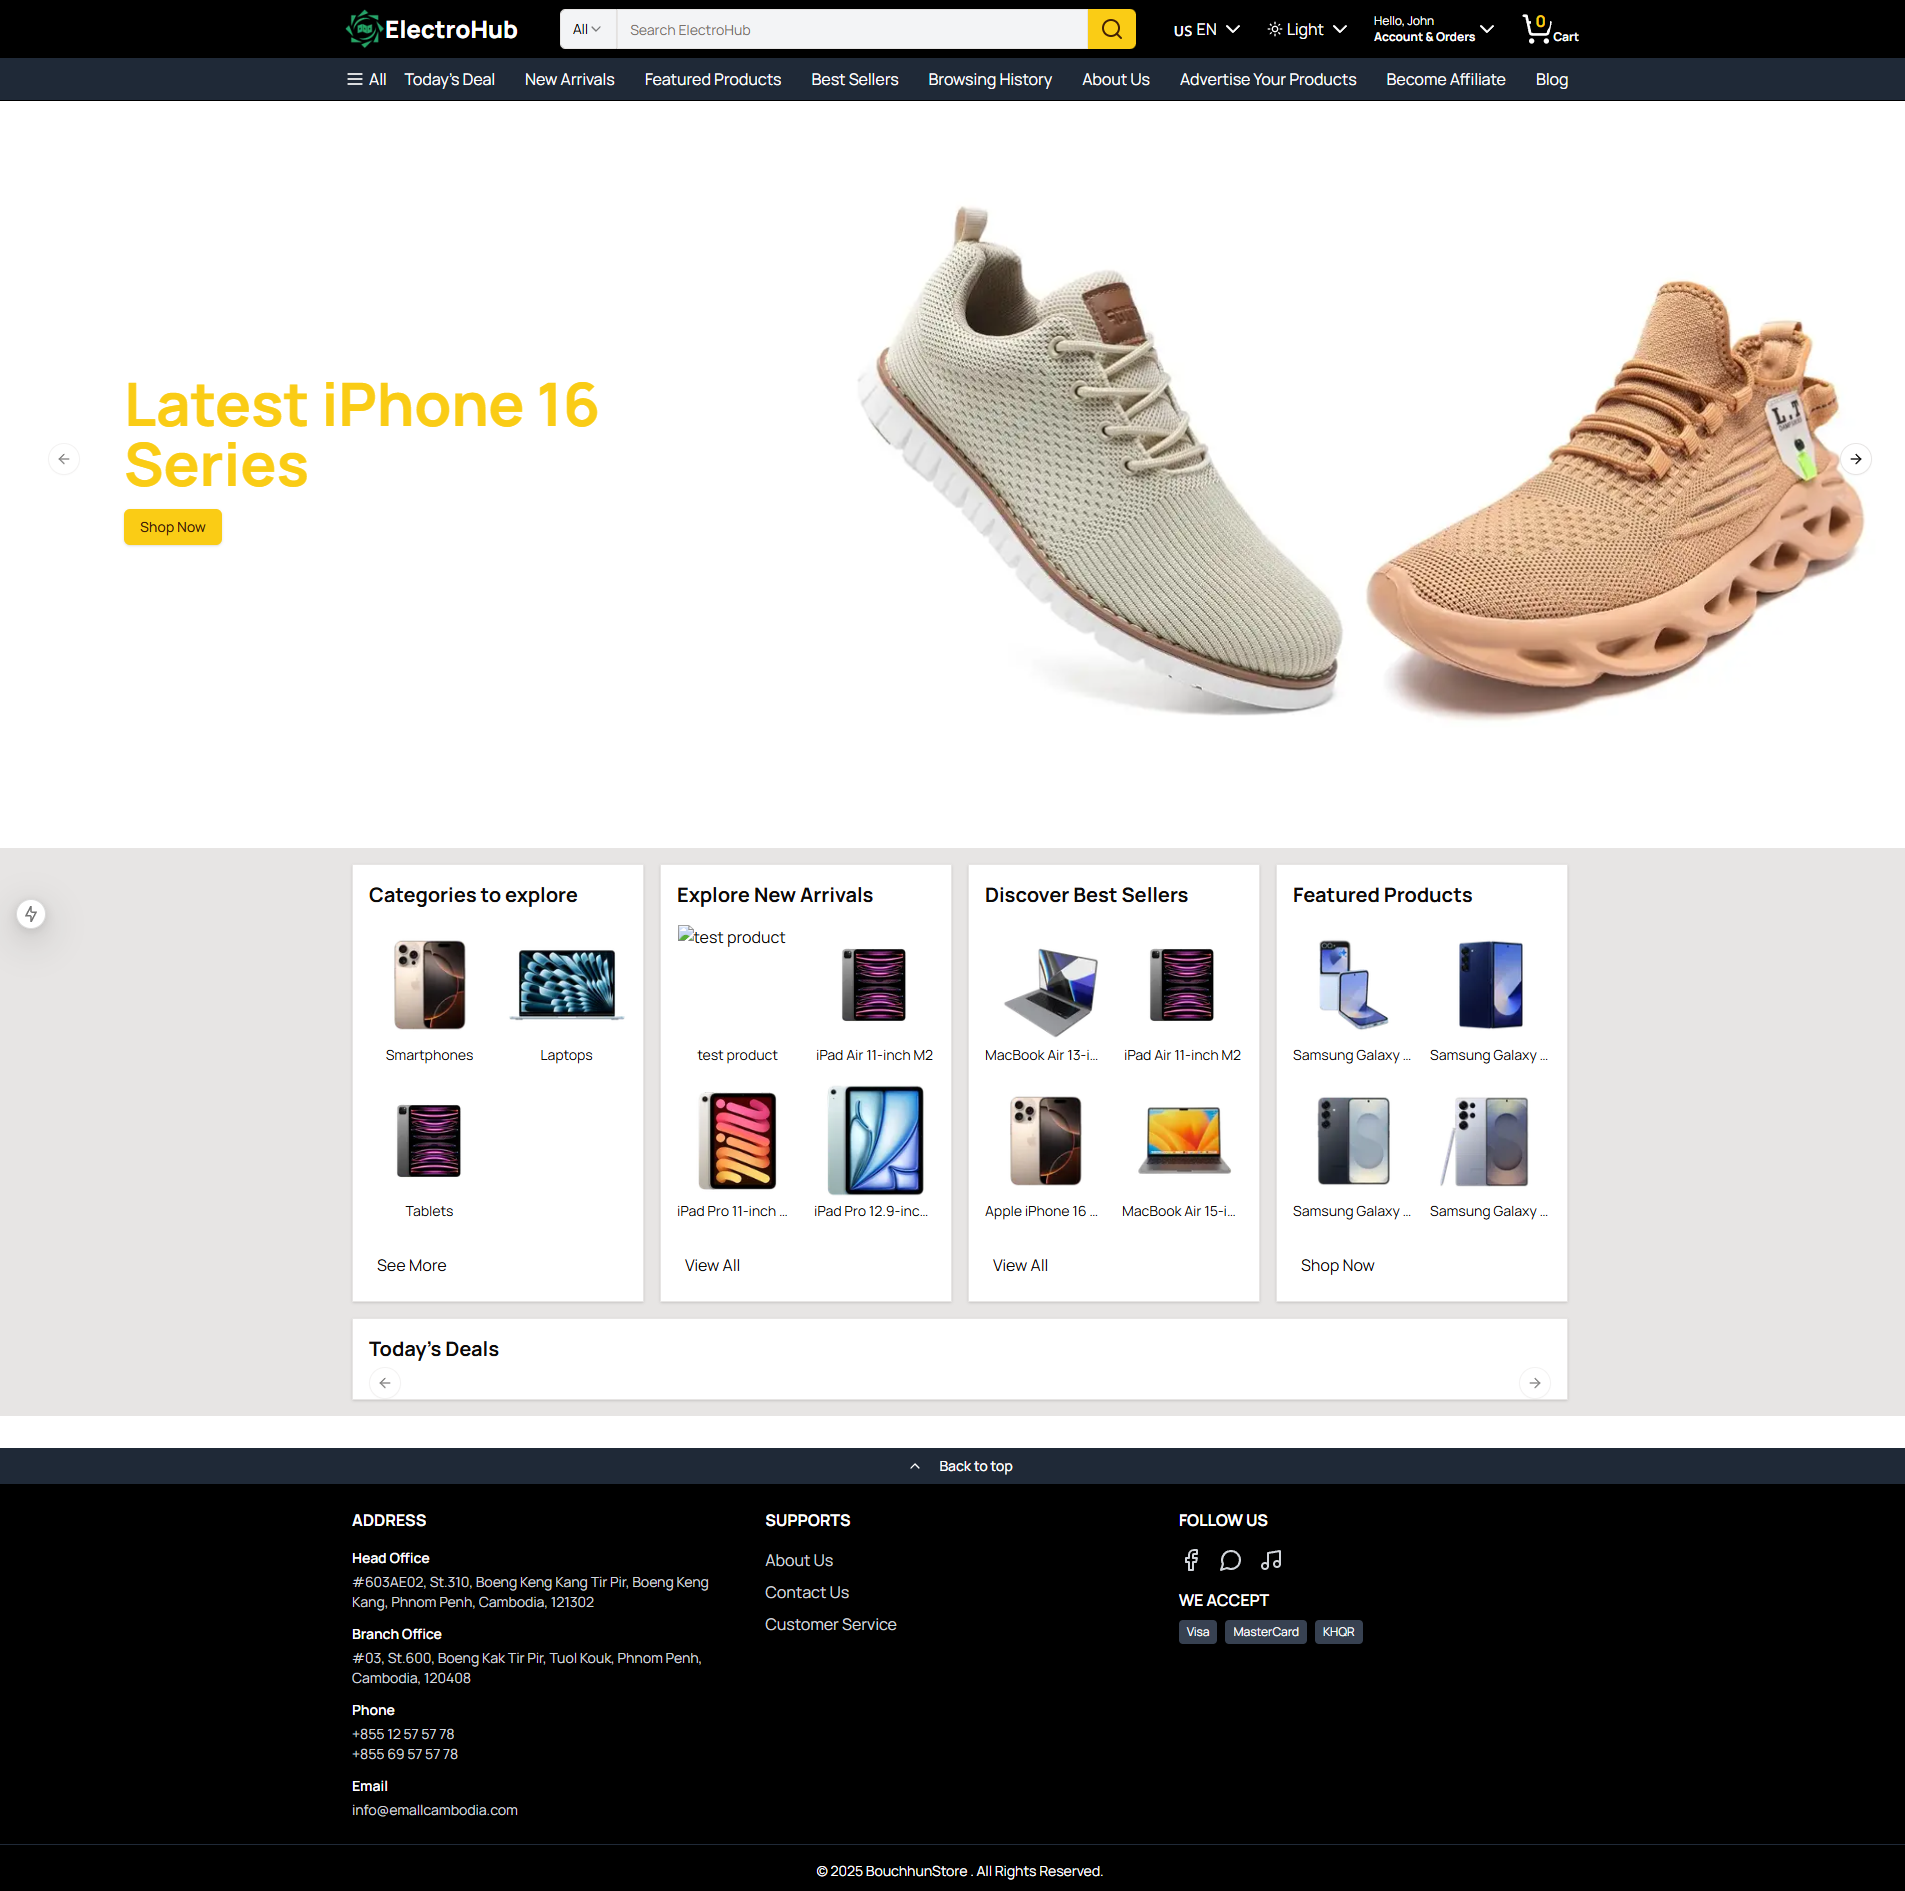 ElectroHub
All
Search ElectroHub
US EN
Light
Hello, John
Account & Orders
0
Cart
All
Today's Deal
New Arrivals
Featured Products
Best Sellers
Browsing History
About Us
Advertise Your Products
Become Affiliate
Blog
Latest iPhone 16
Series
Shop Now
L.T
Categories to explore
Smartphones
Laptops
Tablets
See More
Explore New Arrivals
test product
test product
iPad Air 11-inch M2
iPad Pro 11-inch ...
iPad Pro 12.9-inc...
View All
Discover Best Sellers
MacBook Air 13-i...
iPad Air 11-inch M2
Apple iPhone 16 ...
MacBook Air 15-i...
View All
Featured Products
Samsung Galaxy ...
Samsung Galaxy ...
Samsung Galaxy ...
Samsung Galaxy ...
Shop Now
Today's Deals
Back to top
ADDRESS
Head Office
#603AE02, St.310, Boeng Keng Kang Tir Pir, Boeng Keng
Kang, Phnom Penh, Cambodia, 121302
Branch Office
#03, St.600, Boeng Kak Tir Pir, Tuol Kouk, Phnom Penh,
Cambodia, 120408
Phone
+855 12 57 57 78
+855 69 57 57 78
Email
info@emallcambodia.com
SUPPORTS
About Us
Contact Us
Customer Service
FOLLOW US
WE ACCEPT
Visa
MasterCard
KHQR
© 2025 BouchhunStore . All Rights Reserved.